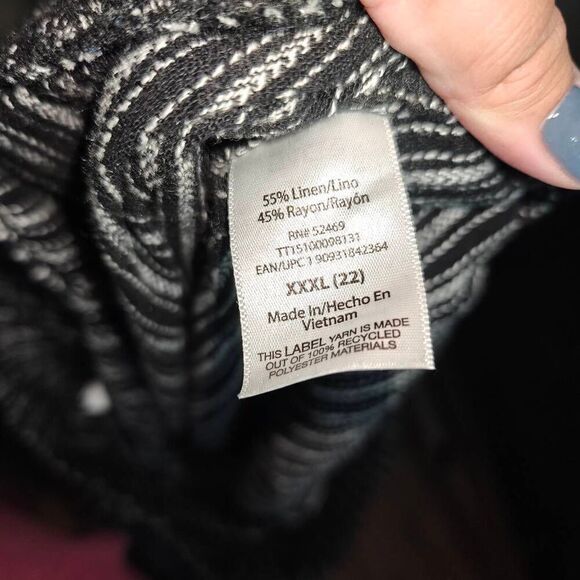 55% Linen/Lino
45% Rayon/Rayón
RN# 52469
TT15100098131
EAN/UPC 1 90931842364
XXXL (22)
Made In/Hecho En
Vietnam
THIS LABEL YARN IS MADE
OUT OF 100% RECYCLED
POLYESTER MATERIALS